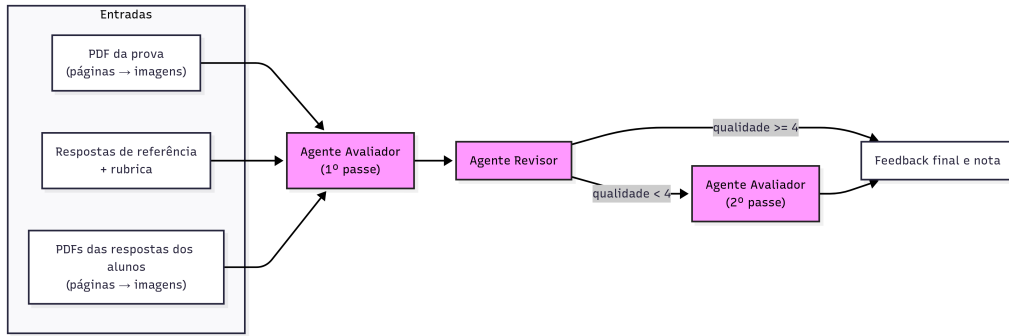 Entradas
PDF da prova
(páginas → imagens)
Respostas de referência
+ rubrica
PDFs das respostas dos
alunos
(páginas → imagens)
Agente Avaliador
(1º passe)
Agente Revisor
qualidade >= 4
qualidade < 4
Agente Avaliador
(2º passe)
Feedback final e nota